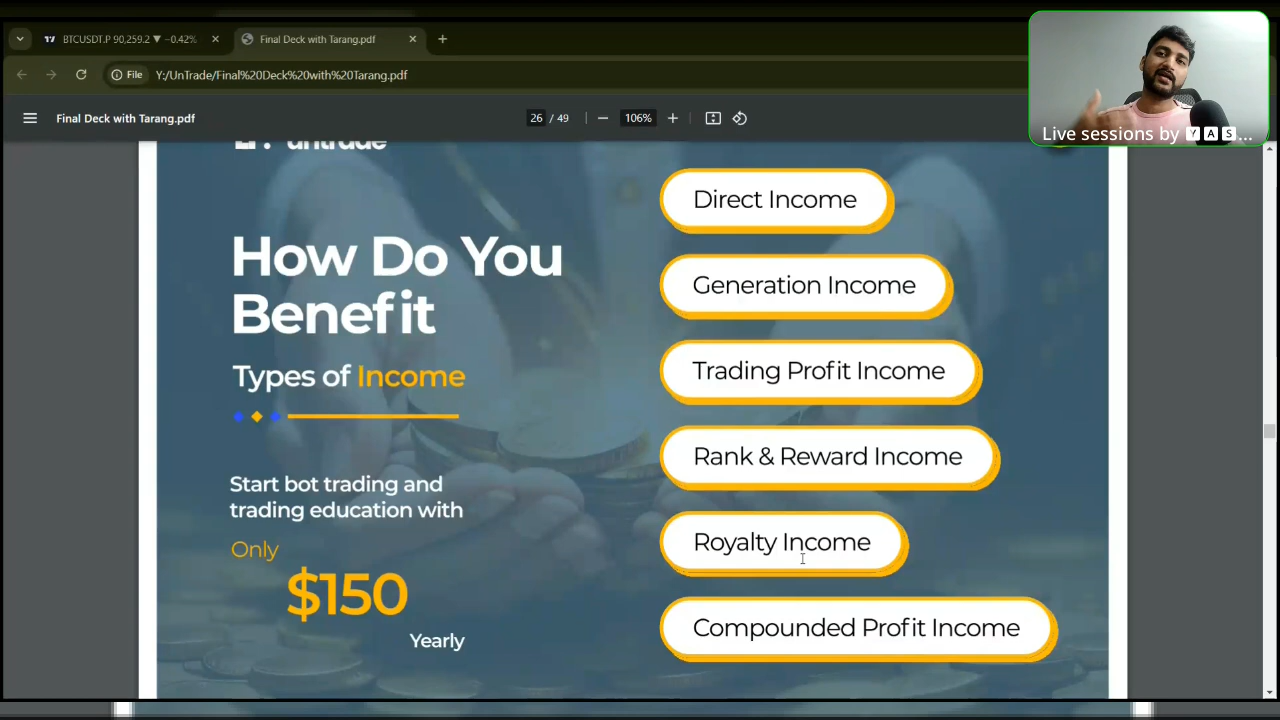 BTCUSDT.P 90,259.2 ▼ −0.42%
Final Deck with Tarang.pdf
File
Y:/UnTrade/Final%20Deck%20with%20Tarang.pdf
Final Deck with Tarang.pdf
26 / 49
106%
Live sessions by 🆈🅰🆂...
untrade
How Do You
Benefit
Types of Income
Start bot trading and
trading education with
Only
$150
Yearly
Direct Income
Generation Income
Trading Profit Income
Rank & Reward Income
Royalty Income
Compounded Profit Income